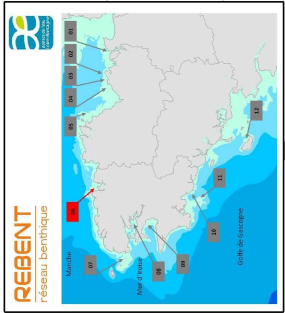 REBENT
réseau benthique
01
02
03
04
05
Manche
07
Mer d'Iroise
08
09
10
11
12
Golfe de Gascogne